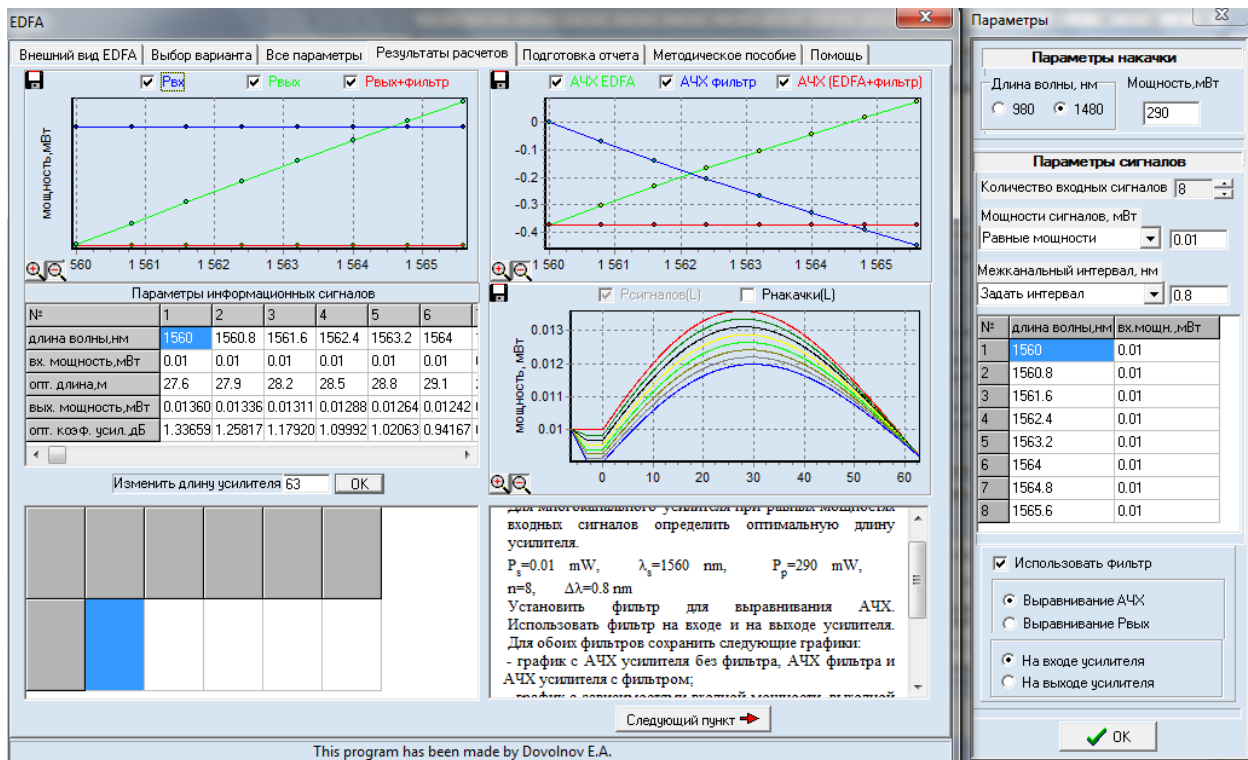 EDFA
Внешний вид EDFA Выбор варианта Все параметры Результаты расчетов Подготовка отчета Методическое пособие Помощь
Рвх Рвых Рвых+фильтр
мощность,мВт
560 1 561 1 562 1 563 1 564 1 565
АЧХ EDFA АЧХ фильтр АЧХ (EDFA+фильтр)
0
-0.1
-0.2
-0.3
-0.4
1 560 1 561 1 562 1 563 1 564 1 565
Параметры информационных сигналов
№ 1 2 3 4 5 6
длина волны,нм 1560 1560.8 1561.6 1562.4 1563.2 1564
вх. мощность,мВт 0.01 0.01 0.01 0.01 0.01 0.01
опт. длина,м 27.6 27.9 28.2 28.5 28.8 29.1
вых. мощность,мВт 0.01360 0.01336 0.01311 0.01288 0.01264 0.01242
опт. коэф. усил.дБ 1.33659 1.25817 1.17920 1.09992 1.02063 0.94167
Изменить длину усилителя 63 OK
Рсигналов(L) Рнакачки(L)
мощность, мВт
0.013
0.012
0.011
0.01
0 10 20 30 40 50 60
Для многоканального усилителя при равных мощностях
входных сигналов определить оптимальную длину
усилителя.
Ps=0.01 mW, λs=1560 nm, Pp=290 mW,
n=8, Δλ=0.8 nm
Установить фильтр для выравнивания АЧХ.
Использовать фильтр на входе и на выходе усилителя.
Для обоих фильтров сохранить следующие графики:
- график с АЧХ усилителя без фильтра, АЧХ фильтра и
АЧХ усилителя с фильтром;
Следующий пункт
This program has been made by Dovolnov E.A.
Параметры
Параметры накачки
Длина волны, нм Мощность,мВт
980 1480 290
Параметры сигналов
Количество входных сигналов 8
Мощности сигналов, мВт
Равные мощности 0.01
Межканальный интервал, нм
Задать интервал 0.8
№ длина волны,нм вх.мощн.,мВт
1 1560 0.01
2 1560.8 0.01
3 1561.6 0.01
4 1562.4 0.01
5 1563.2 0.01
6 1564 0.01
7 1564.8 0.01
8 1565.6 0.01
Использовать фильтр
Выравнивание АЧХ
Выравнивание Рвых
На входе усилителя
На выходе усилителя
OK